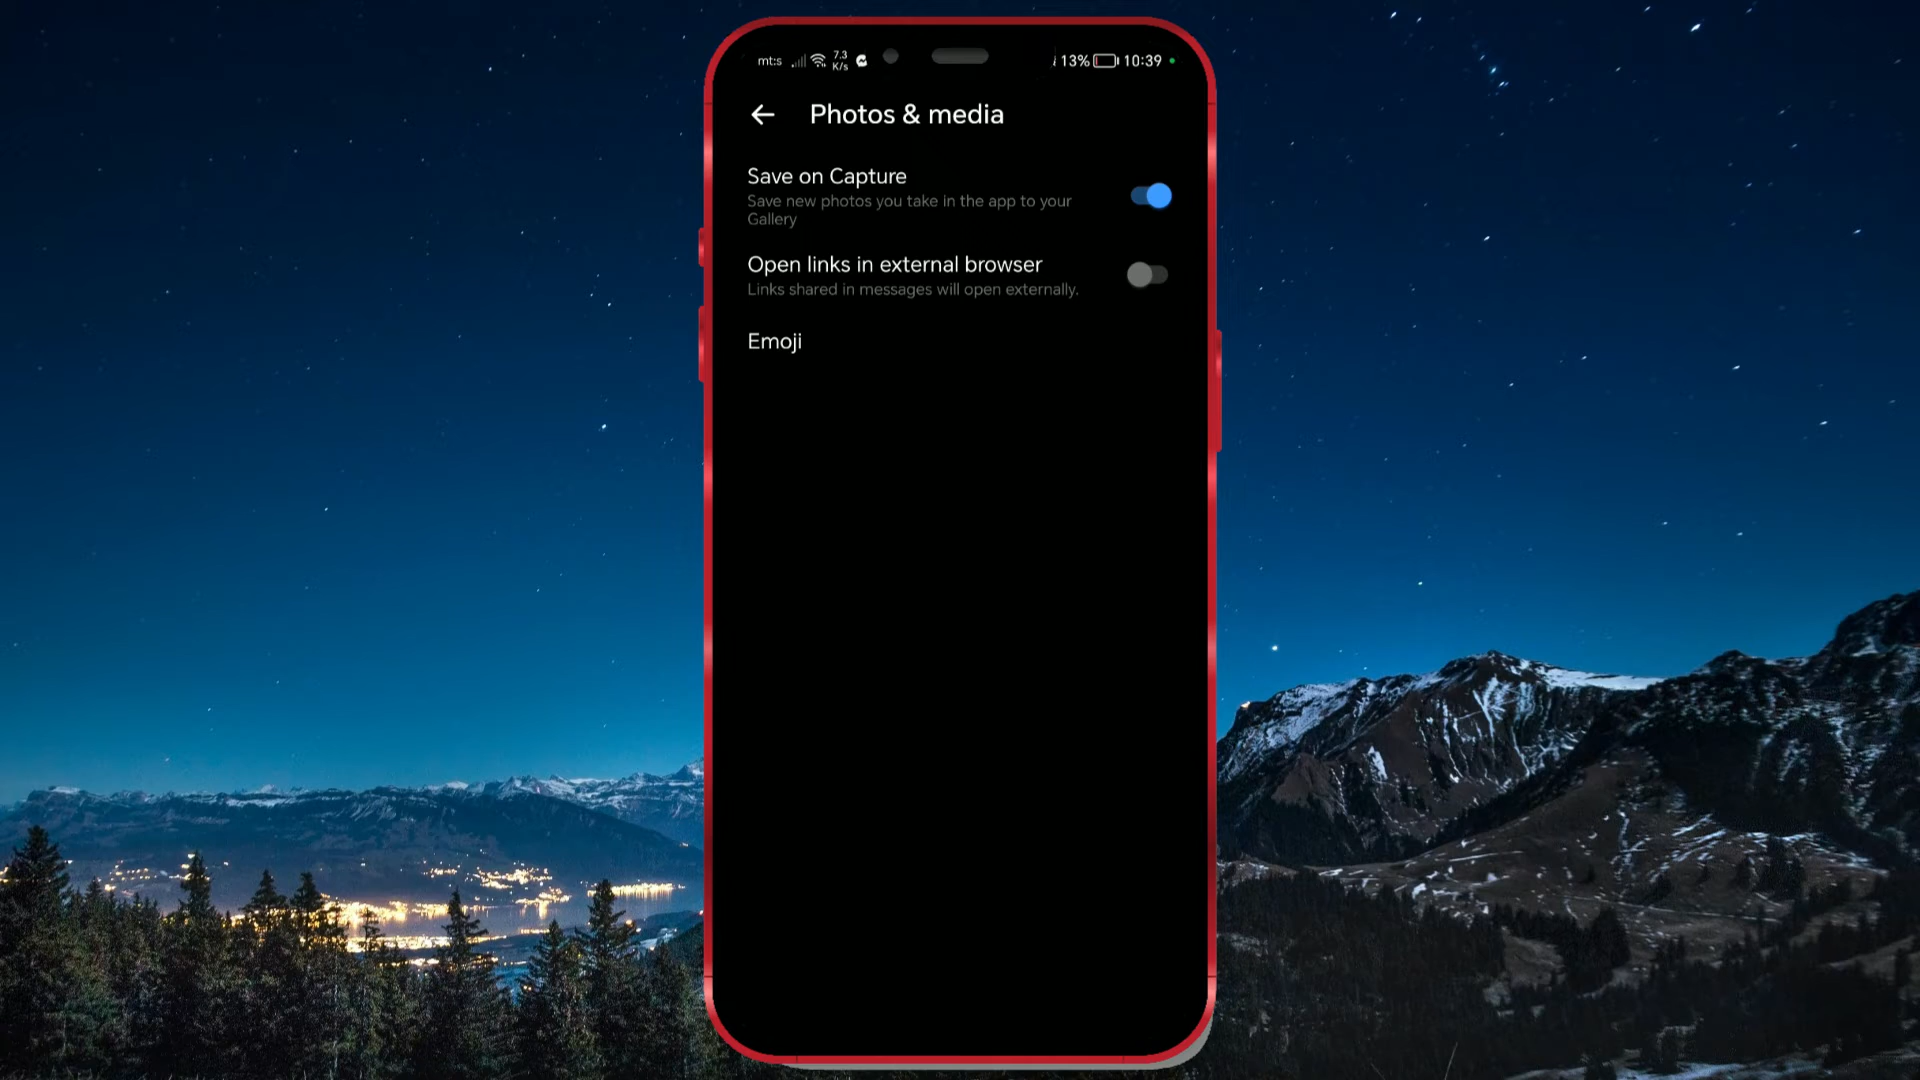 mt:s 7.3 K/s 13% 10:39
Photos & media
Save on Capture
Save new photos you take in the app to your
Gallery
Open links in external browser
Links shared in messages will open externally.
Emoji